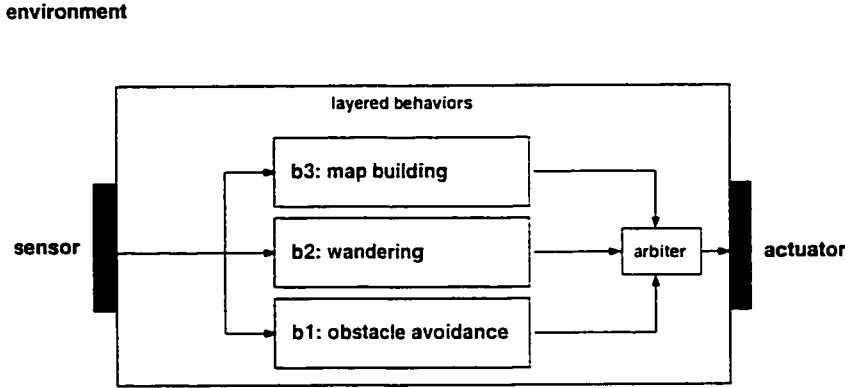 environment
layered behaviors
b3: map building
sensor
b2: wandering
arbiter
actuator
b1: obstacle avoidance